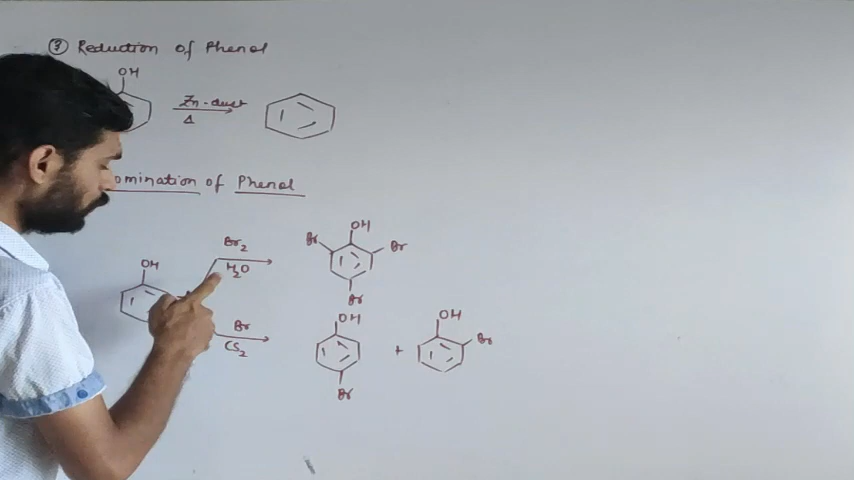 ⑦ Reduction of Phenol
OH
Zn-dust
Δ
omination of Phenol
OH
Br₂
H₂O
OH
Br
Br
Br
Br
CS₂
OH
Br
+
OH
Br